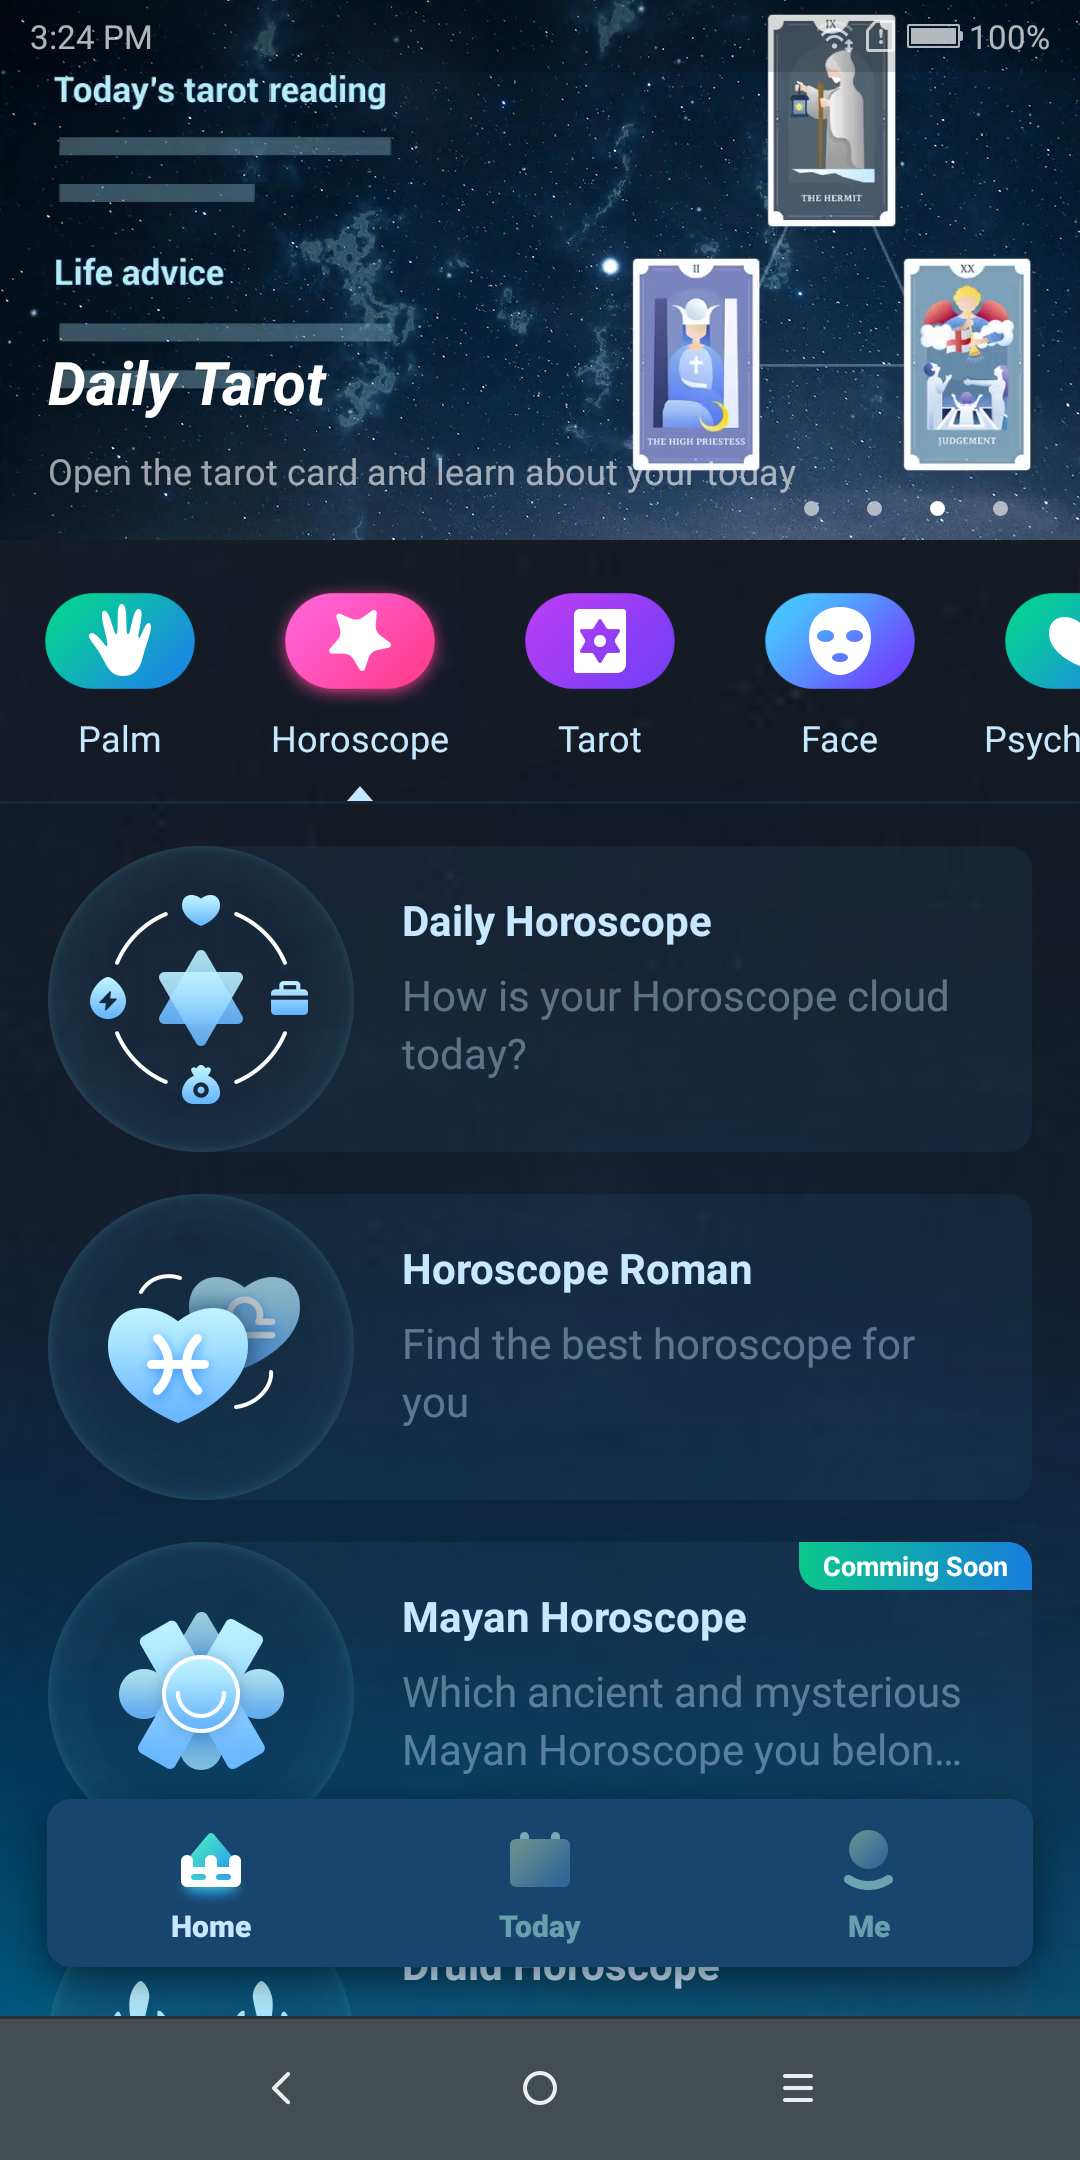 3:24 PM
100%
Today's tarot reading
IX
THE HERMIT
Life advice
II
THE HIGH PRIESTESS
XX
JUDGEMENT
Daily Tarot
Open the tarot card and learn about your today
Palm
Horoscope
Tarot
Face
Psych
Daily Horoscope
How is your Horoscope cloud
today?
Horoscope Roman
Find the best horoscope for
you
Comming Soon
Mayan Horoscope
Which ancient and mysterious
Mayan Horoscope you belon...
Home
Today
Me
Druid Horoscope